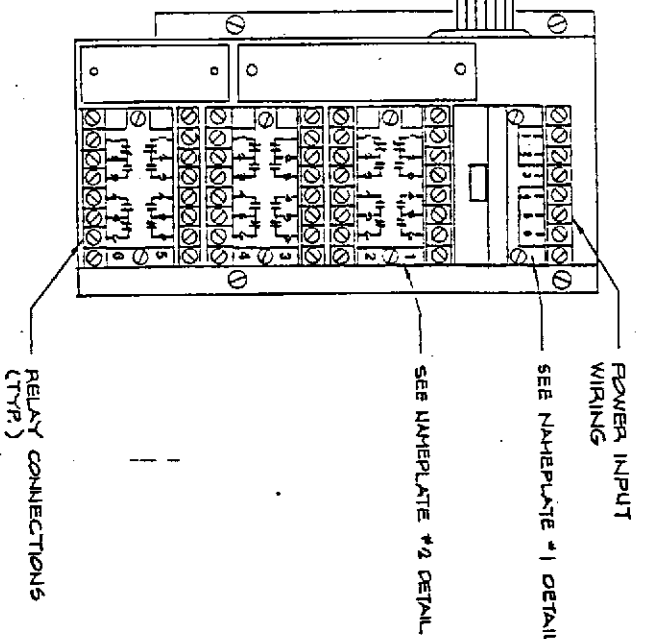 POWER INPUT
WIRING
SEE NAMEPLATE #1 DETAIL
SEE NAMEPLATE #2 DETAIL.
RELAY CONNECTIONS
(TYP.)
1
2
3
4
5
6